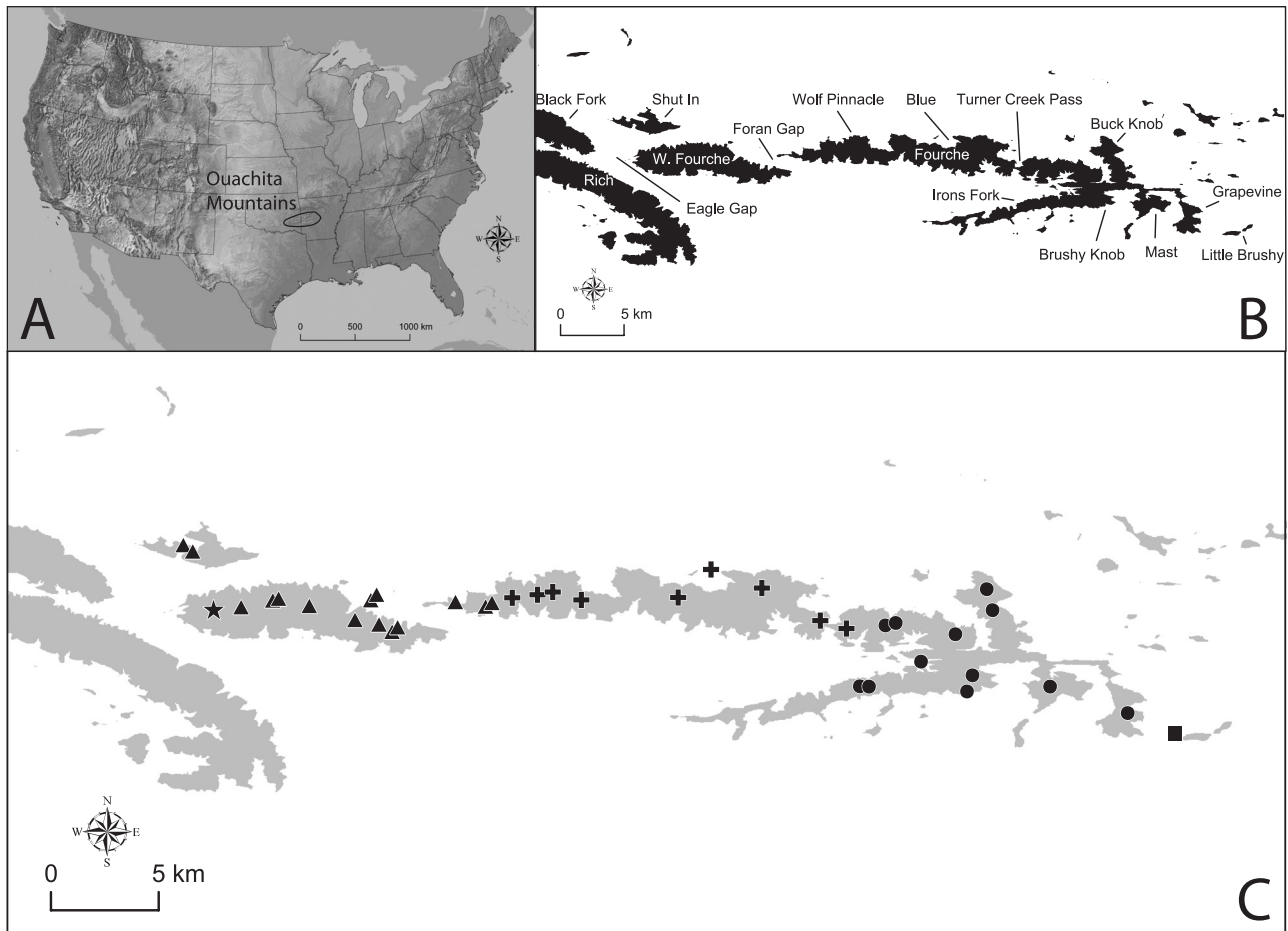 Ouachita
Mountains
N
W E
S
0 500 1000 km
A
Black Fork
Shut In
Wolf Pinnacle
Blue
Turner Creek Pass
Foran Gap
Buck Knob
W. Fourche
Fourche
Rich
Irons Fork
Grapevine
Eagle Gap
Brushy Knob
Mast
Little Brushy
N
W E
S
0 5 km
B
N
W E
S
0 5 km
C